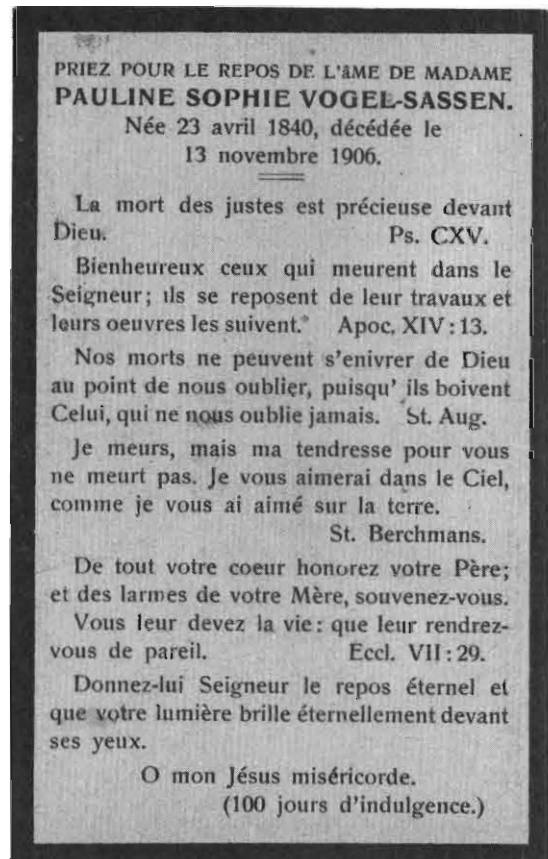 PRIEZ POUR LE REPOS DE L'âME DE MADAME
PAULINE SOPHIE VOGEL-SASSEN.
Née 23 avril 1840, décédée le
13 novembre 1906.
La mort des justes est précieuse devant
Dieu. Ps. CXV.
Bienheureux ceux qui meurent dans le
Seigneur; ils se reposent de leur travaux et
leurs oeuvres les suivent. Apoc. XIV : 13.
Nos morts ne peuvent s'enivrer de Dieu
au point de nous oublier, puisqu' ils boivent
Celui, qui ne nous oublie jamais. St. Aug.
Je meurs, mais ma tendresse pour vous
ne meurt pas. Je vous aimerai dans le Ciel,
comme je vous ai aimé sur la terre.
St. Berchmans.
De tout votre coeur honorez votre Père;
et des larmes de votre Mère, souvenez-vous.
Vous leur devez la vie: que leur rendrez-
vous de pareil. Eccl. VII : 29.
Donnez-lui Seigneur le repos éternel et
que votre lumière brille éternellement devant
ses yeux.
O mon Jésus miséricorde.
(100 jours d'indulgence.)